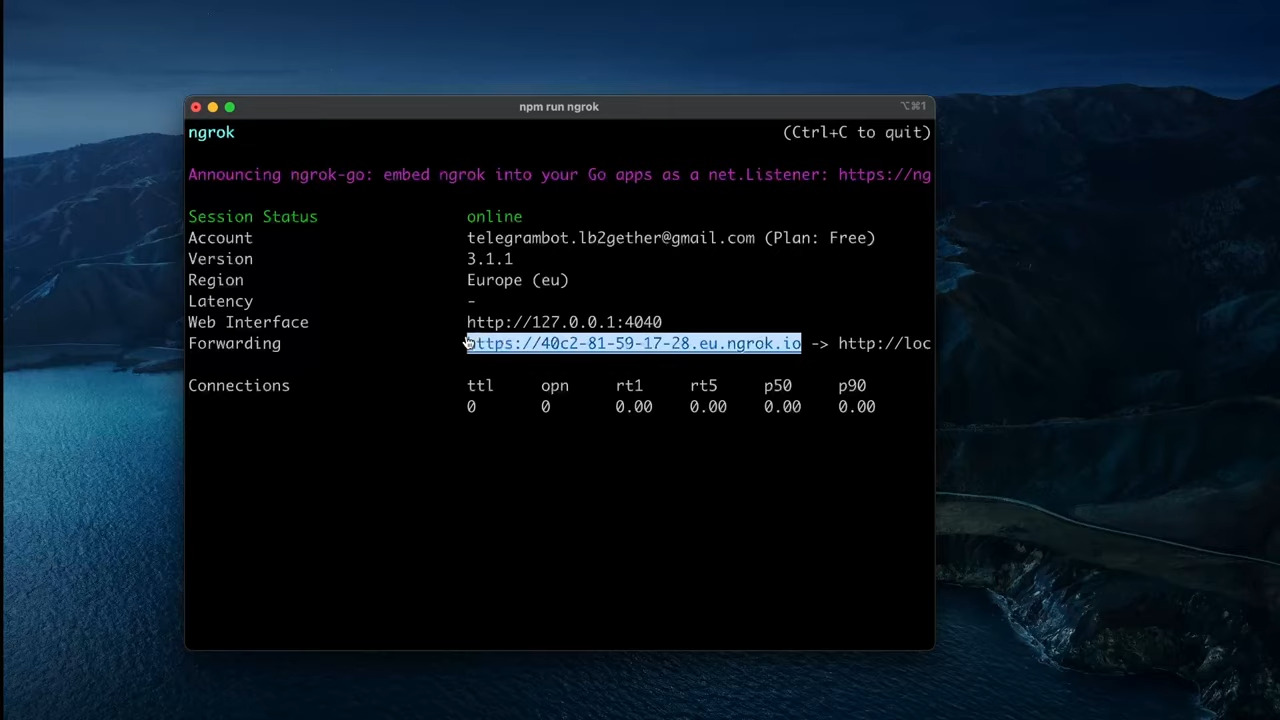 npm run ngrok ⌥⌘1
ngrok (Ctrl+C to quit)
Announcing ngrok-go: embed ngrok into your Go apps as a net.Listener: https://ng
Session Status online
Account telegrambot.lb2gether@gmail.com (Plan: Free)
Version 3.1.1
Region Europe (eu)
Latency -
Web Interface http://127.0.0.1:4040
Forwarding https://40c2-81-59-17-28.eu.ngrok.io -> http://loc
Connections ttl opn rt1 rt5 p50 p90
0 0 0.00 0.00 0.00 0.00